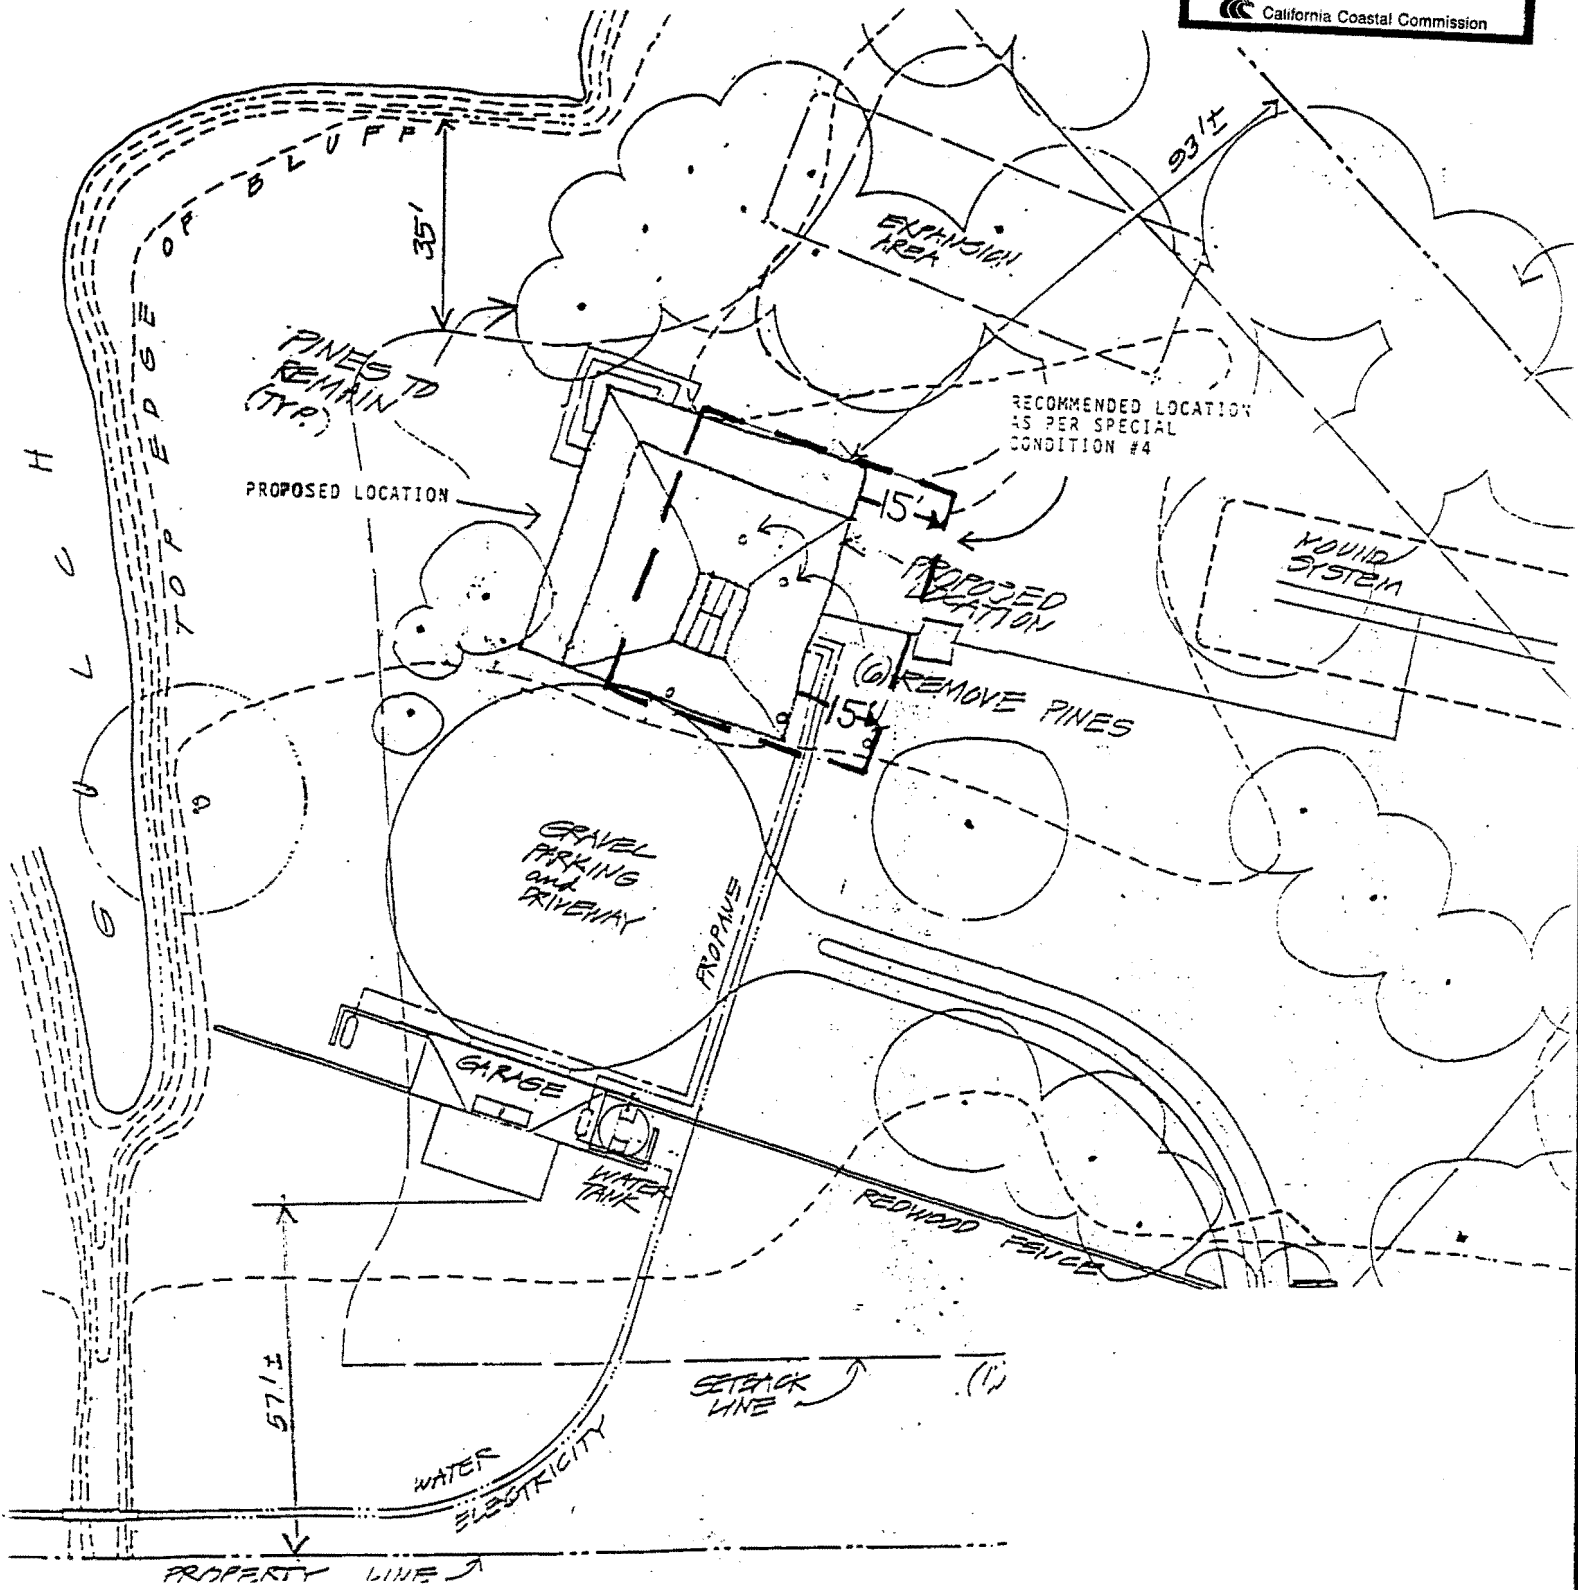 California Coastal Commission
93'±
TOP EDGE OF BLUFF
35'
EXPANSION
AREA
PINES TO
REMAIN
(TYP.)
RECOMMENDED LOCATION
AS PER SPECIAL
CONDITION #4
GULCH
PROPOSED LOCATION
15'
MOUND
SYSTEM
PROPOSED
LOCATION
(6) REMOVE PINES
15'
GRAVEL
PARKING
and
DRIVEWAY
PROPANE
GARAGE
WATER
TANK
REDWOOD FENCE
57'±
SETBACK
LINE
WATER
ELECTRICITY
PROPERTY LINE